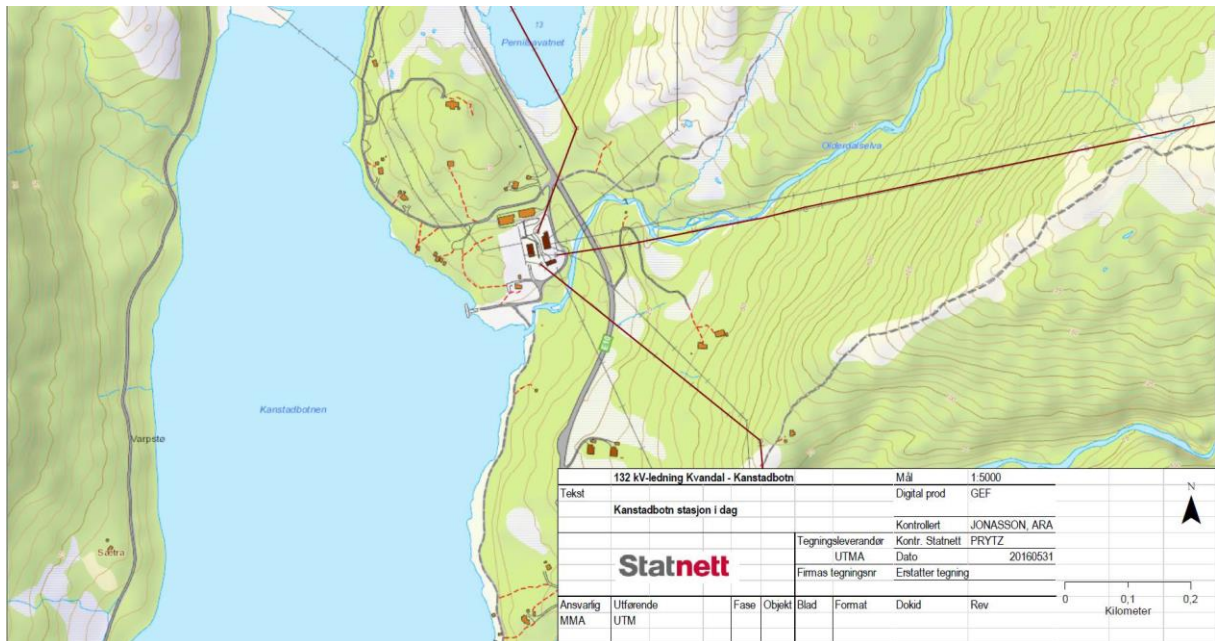 13
Pernillavatnet
Olderdalselva
E10
Kanstadbotnen
Varpstø
Sætra
132 kV-ledning Kvandal - Kanstadbotn
Mål
1:5000
Tekst
Digital prod
GEF
Kanstadbotn stasjon i dag
Kontrollert
JONASSON, ARA
Tegningsleverandør
Kontr. Statnett
PRYTZ
UTMA
Dato
20160531
Firmas tegningsnr
Erstatter tegning
Statnett
Ansvarlig
Utførende
Fase
Objekt
Blad
Format
Dokid
Rev
MMA
UTM
N
0
0,1
0,2
Kilometer